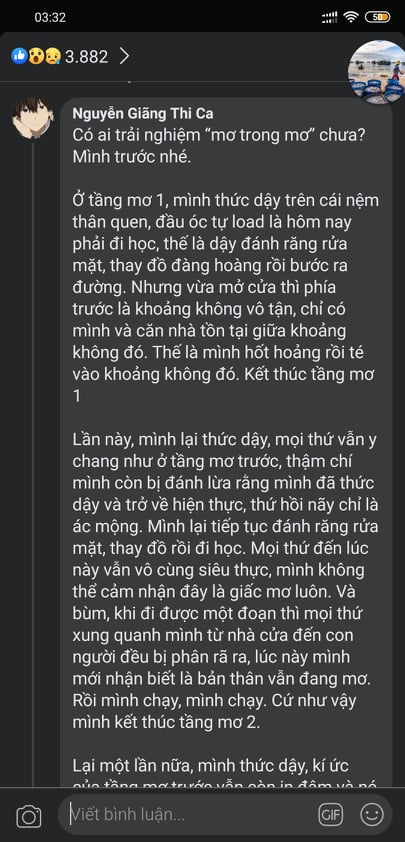 03:32
50
3.882
Nguyễn Giãng Thi Ca
Có ai trải nghiệm “mơ trong mơ” chưa?
Mình trước nhé.
Ở tầng mơ 1, mình thức dậy trên cái nệm
thân quen, đầu óc tự load là hôm nay
phải đi học, thế là dậy đánh răng rửa
mặt, thay đồ đàng hoàng rồi bước ra
đường. Nhưng vừa mở cửa thì phía
trước là khoảng không vô tận, chỉ có
mình và căn nhà tồn tại giữa khoảng
không đó. Thế là mình hốt hoảng rồi té
vào khoảng không đó. Kết thúc tầng mơ
1
Lần này, mình lại thức dậy, mọi thứ vẫn y
chang như ở tầng mơ trước, thậm chí
mình còn bị đánh lừa rằng mình đã thức
dậy và trở về hiện thực, thứ hồi nãy chỉ là
ác mộng. Mình lại tiếp tục đánh răng rửa
mặt, thay đồ rồi đi học. Mọi thứ đến lúc
này vẫn vô cùng siêu thực, mình không
thể cảm nhận đây là giấc mơ luôn. Và
bùm, khi đi được một đoạn thì mọi thứ
xung quanh mình từ nhà cửa đến con
người đều bị phân rã ra, lúc này mình
mới nhận biết là bản thân vẫn đang mơ.
Rồi mình chạy, mình chạy. Cứ như vậy
mình kết thúc tầng mơ 2.
Lại một lần nữa, mình thức dậy, kí ức
của tầng mơ trước vẫn còn in đậm và nó
Viết bình luận...
GIF